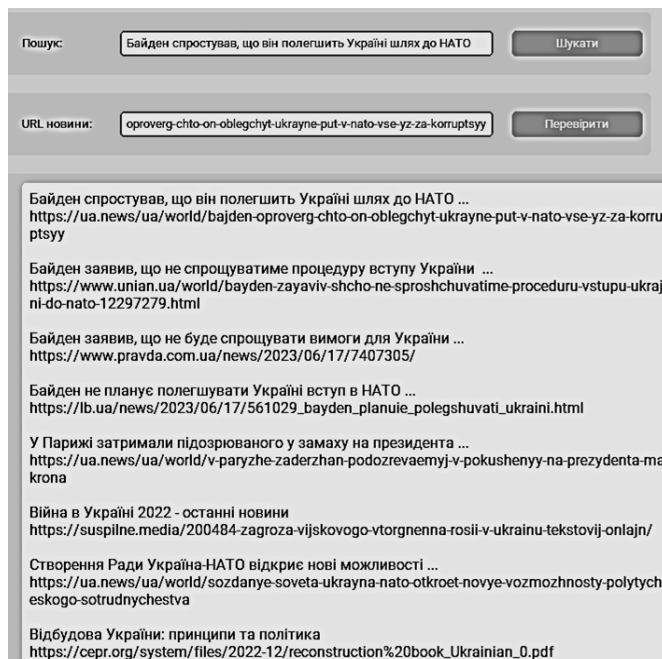 Пошук: Байден спростував, що він полегшить Україні шлях до НАТО Шукати
URL новини: oproverg-chto-on-oblegchyt-ukrayne-put-v-nato-vse-yz-za-korruptsyy Перевірити
Байден спростував, що він полегшить Україні шлях до НАТО ...
https://ua.news/ua/world/bajden-oproverg-chto-on-oblegchyt-ukrayne-put-v-nato-vse-yz-za-korru
ptsyy
Байден заявив, що не спрощуватиме процедуру вступу України ...
https://www.unian.ua/world/bayden-zayaviv-shcho-ne-sproshchuvatime-proceduru-vstupu-ukraj
ni-do-nato-12297279.html
Байден заявив, що не буде спрощувати вимоги для України ...
https://www.pravda.com.ua/news/2023/06/17/7407305/
Байден не планує полегшувати Україні вступ в НАТО ...
https://lb.ua/news/2023/06/17/561029_bayden_planuie_polegshuvati_ukraini.html
У Парижі затримали підозрюваного у замаху на президента ...
https://ua.news/ua/world/v-paryzhe-zaderzhan-podozrevaemyj-v-pokushenyy-na-prezydenta-ma
krona
Війна в Україні 2022 - останні новини
https://suspilne.media/200484-zagroza-vijskovogo-vtorgnenna-rosii-v-ukrainu-tekstovij-onlajn/
Створення Ради Україна-НАТО відкриє нові можливості ...
https://ua.news/ua/world/sozdanye-soveta-ukrayna-nato-otkroet-novye-vozmozhnosty-polytych
eskogo-sotrudnychestva
Відбудова України: принципи та політика
https://cepr.org/system/files/2022-12/reconstruction%20book_Ukrainian_0.pdf